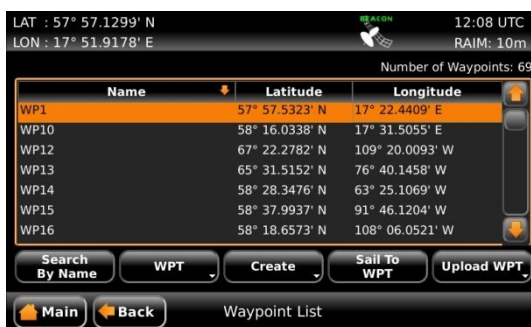 LAT : 57° 57.1299' N BEACON 12:08 UTC
LON : 17° 51.9178' E RAIM: 10m
Number of Waypoints: 69
Name Latitude Longitude
WP1 57° 57.5323' N 17° 22.4409' E
WP10 58° 16.0338' N 17° 31.5055' E
WP12 67° 22.2782' N 109° 20.0093' W
WP13 65° 31.5152' N 76° 40.1458' W
WP14 58° 28.3476' N 63° 25.1069' W
WP15 58° 37.9937' N 91° 46.1204' W
WP16 58° 18.6573' N 108° 06.0521' W
Search By Name WPT Create Sail To WPT Upload WPT
Main Back Waypoint List